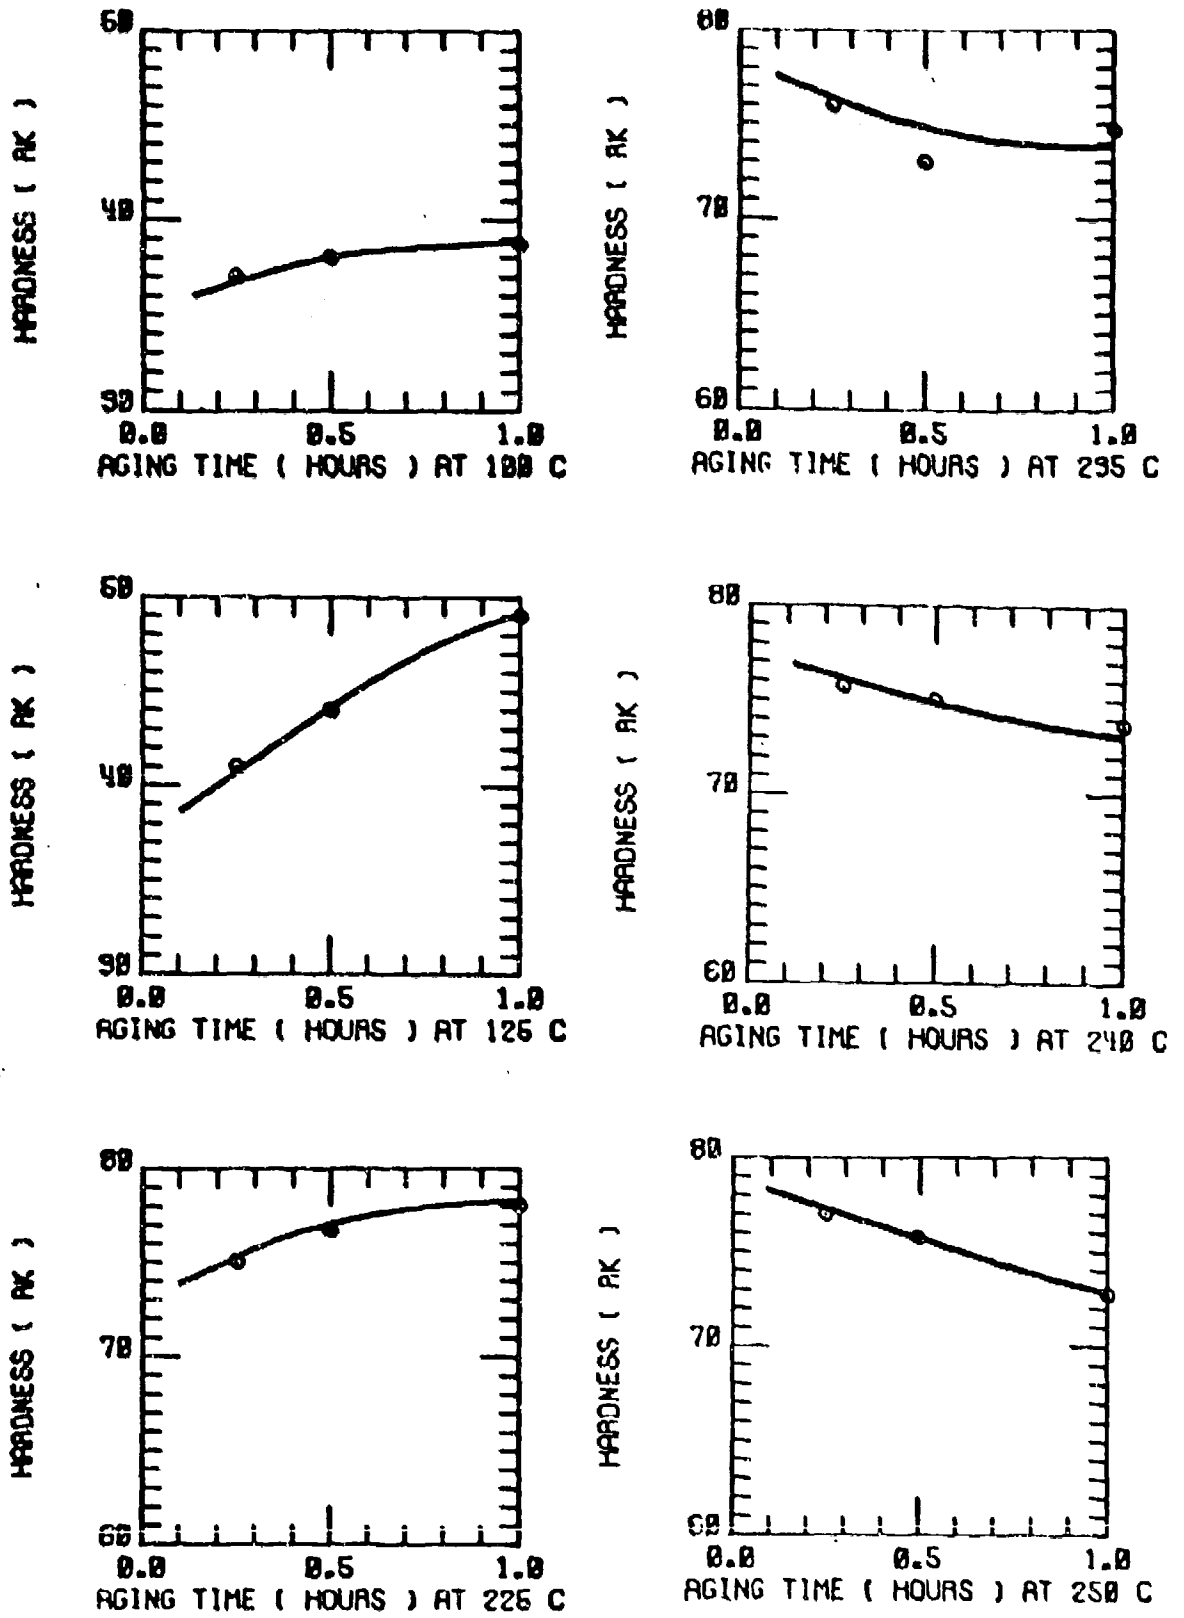 50
40
30
HARDNESS ( RK )
0.0 0.5 1.0
AGING TIME ( HOURS ) AT 100 C
80
70
60
HARDNESS ( RK )
0.0 0.5 1.0
AGING TIME ( HOURS ) AT 235 C
50
40
30
HARDNESS ( RK )
0.0 0.5 1.0
AGING TIME ( HOURS ) AT 125 C
80
70
60
HARDNESS ( RK )
0.0 0.5 1.0
AGING TIME ( HOURS ) AT 240 C
80
70
60
HARDNESS ( RK )
0.0 0.5 1.0
AGING TIME ( HOURS ) AT 225 C
80
70
60
HARDNESS ( RK )
0.0 0.5 1.0
AGING TIME ( HOURS ) AT 250 C